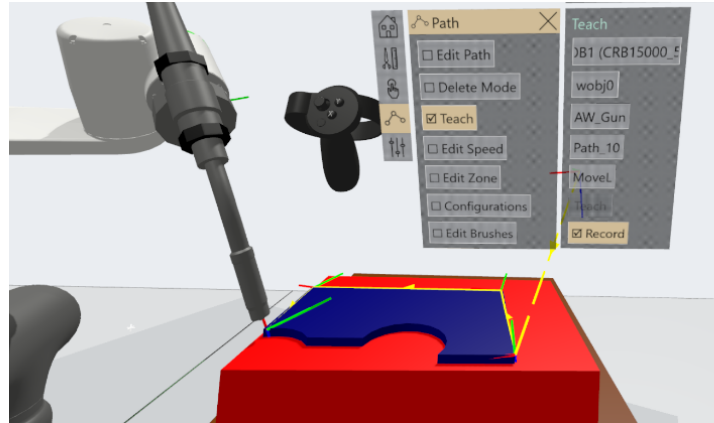 Path
Edit Path
Delete Mode
Teach
Edit Speed
Edit Zone
Configurations
Edit Brushes
Teach
OB1 (CRB15000_5
wobj0
AW_Gun
Path_10
MoveL
Teach
Record